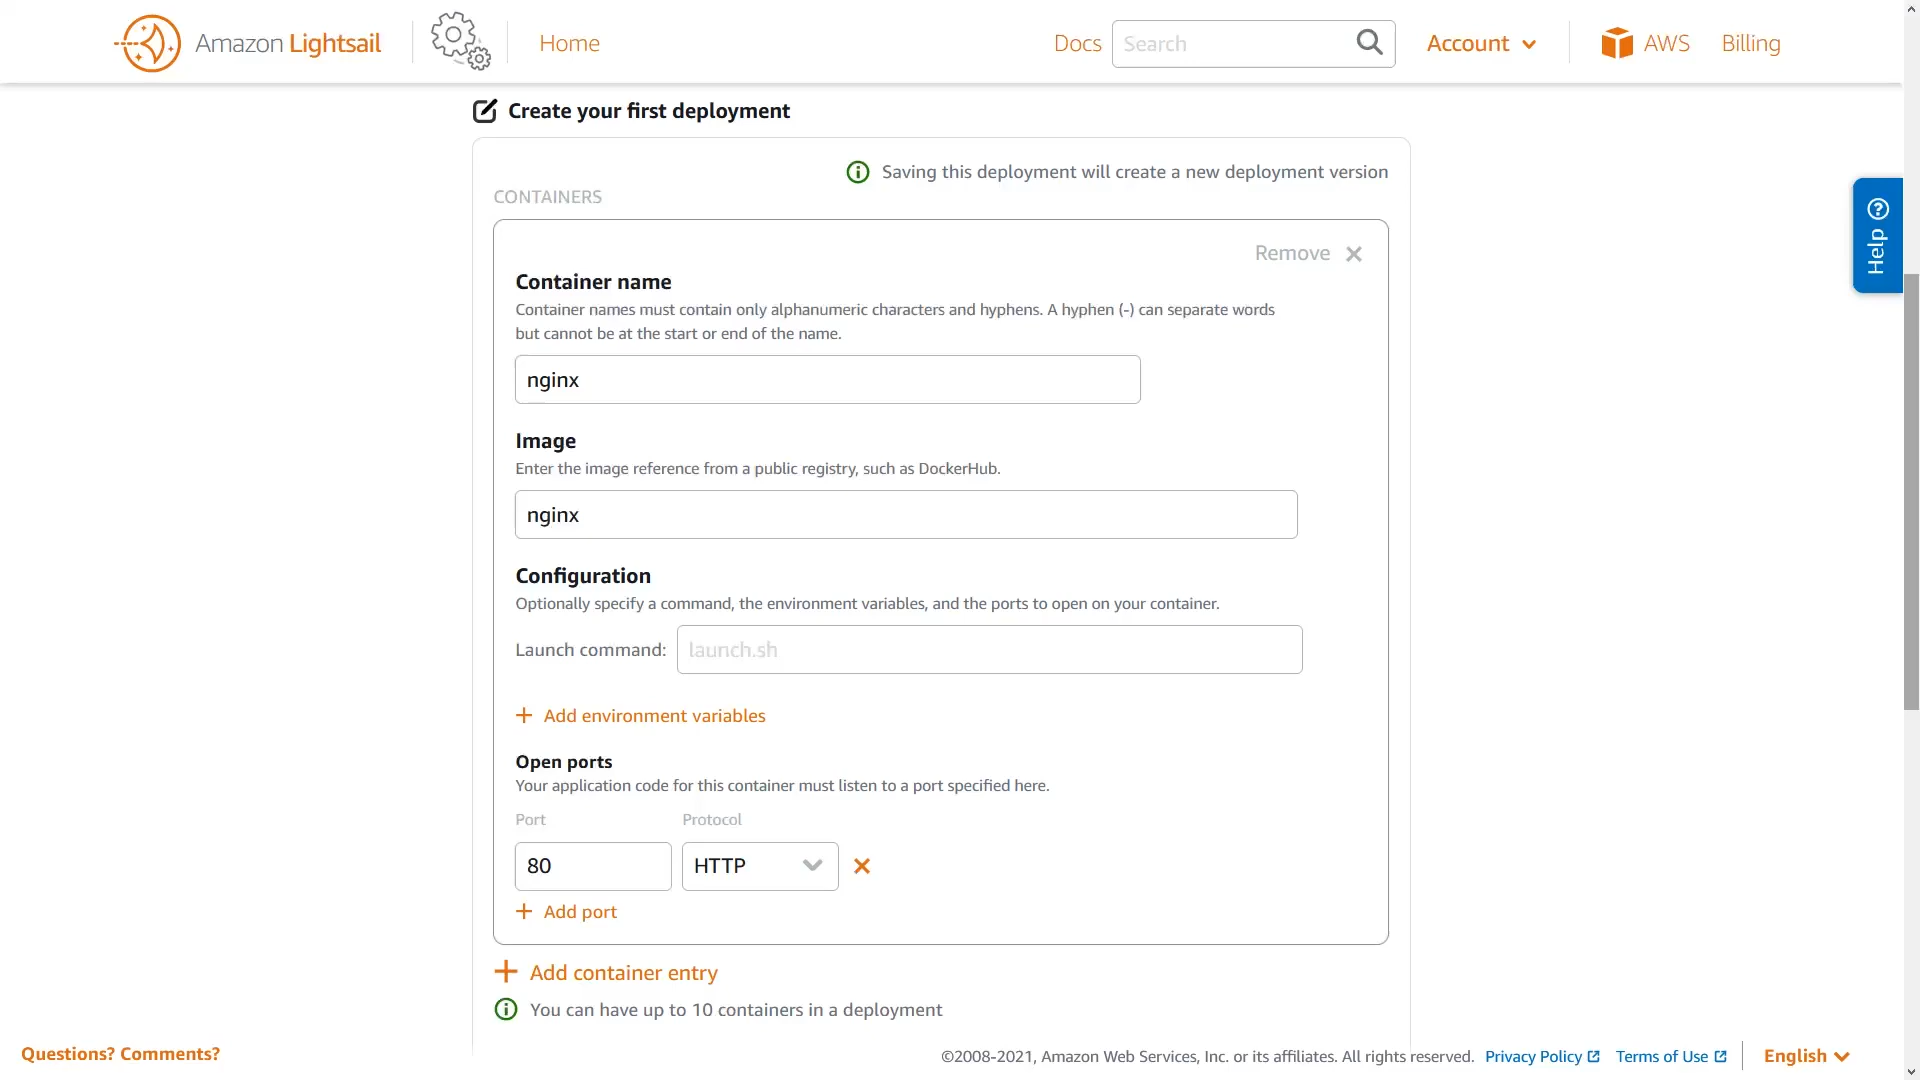 Amazon Lightsail
Home
Docs
Search
Account
AWS
Billing
Create your first deployment
Saving this deployment will create a new deployment version
CONTAINERS
Remove
Container name
Container names must contain only alphanumeric characters and hyphens. A hyphen (-) can separate words
but cannot be at the start or end of the name.
nginx
Image
Enter the image reference from a public registry, such as DockerHub.
nginx
Configuration
Optionally specify a command, the environment variables, and the ports to open on your container.
Launch command: launch.sh
+ Add environment variables
Open ports
Your application code for this container must listen to a port specified here.
Port Protocol
80 HTTP
+ Add port
+ Add container entry
You can have up to 10 containers in a deployment
Help
Questions? Comments?
©2008-2021, Amazon Web Services, Inc. or its affiliates. All rights reserved. Privacy Policy Terms of Use English